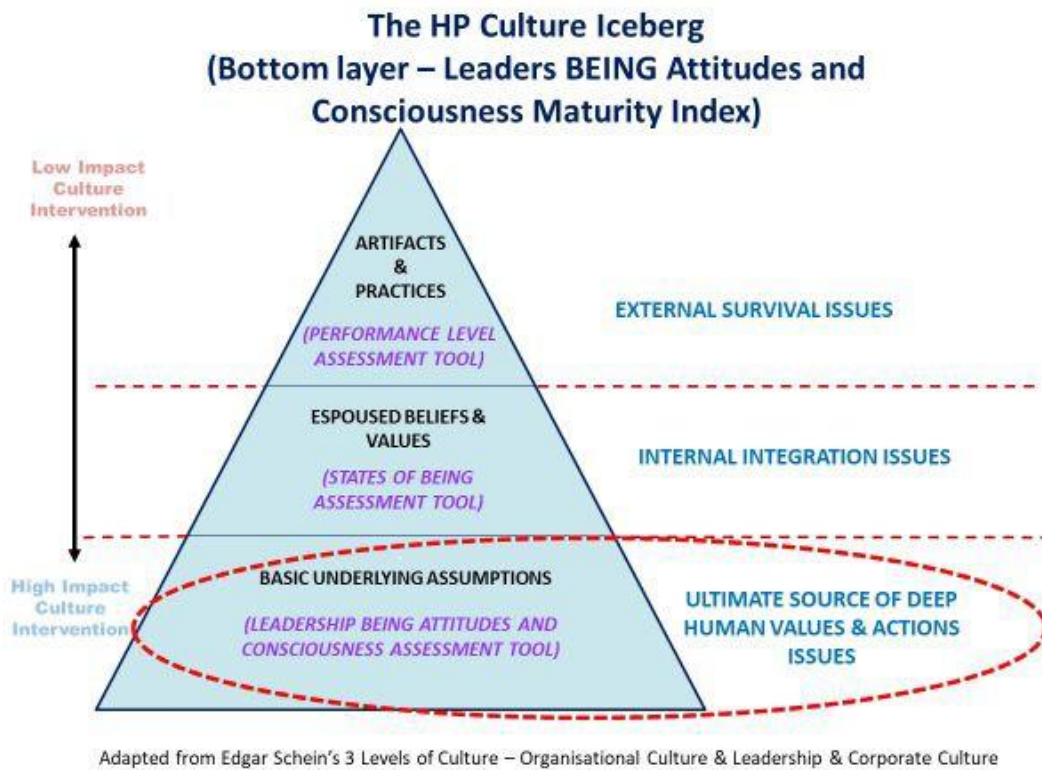 The HP Culture Iceberg
(Bottom layer – Leaders BEING Attitudes and
Consciousness Maturity Index)
Low Impact
Culture
Intervention
ARTIFACTS
&
PRACTICES
(PERFORMANCE LEVEL
ASSESSMENT TOOL)
EXTERNAL SURVIVAL ISSUES
ESPOUSED BELIEFS &
VALUES
(STATES OF BEING
ASSESSMENT TOOL)
INTERNAL INTEGRATION ISSUES
High Impact
Culture
Intervention
BASIC UNDERLYING ASSUMPTIONS
(LEADERSHIP BEING ATTITUDES AND
CONSCIOUSNESS ASSESSMENT TOOL)
ULTIMATE SOURCE OF DEEP
HUMAN VALUES & ACTIONS
ISSUES
Adapted from Edgar Schein's 3 Levels of Culture – Organisational Culture & Leadership & Corporate Culture